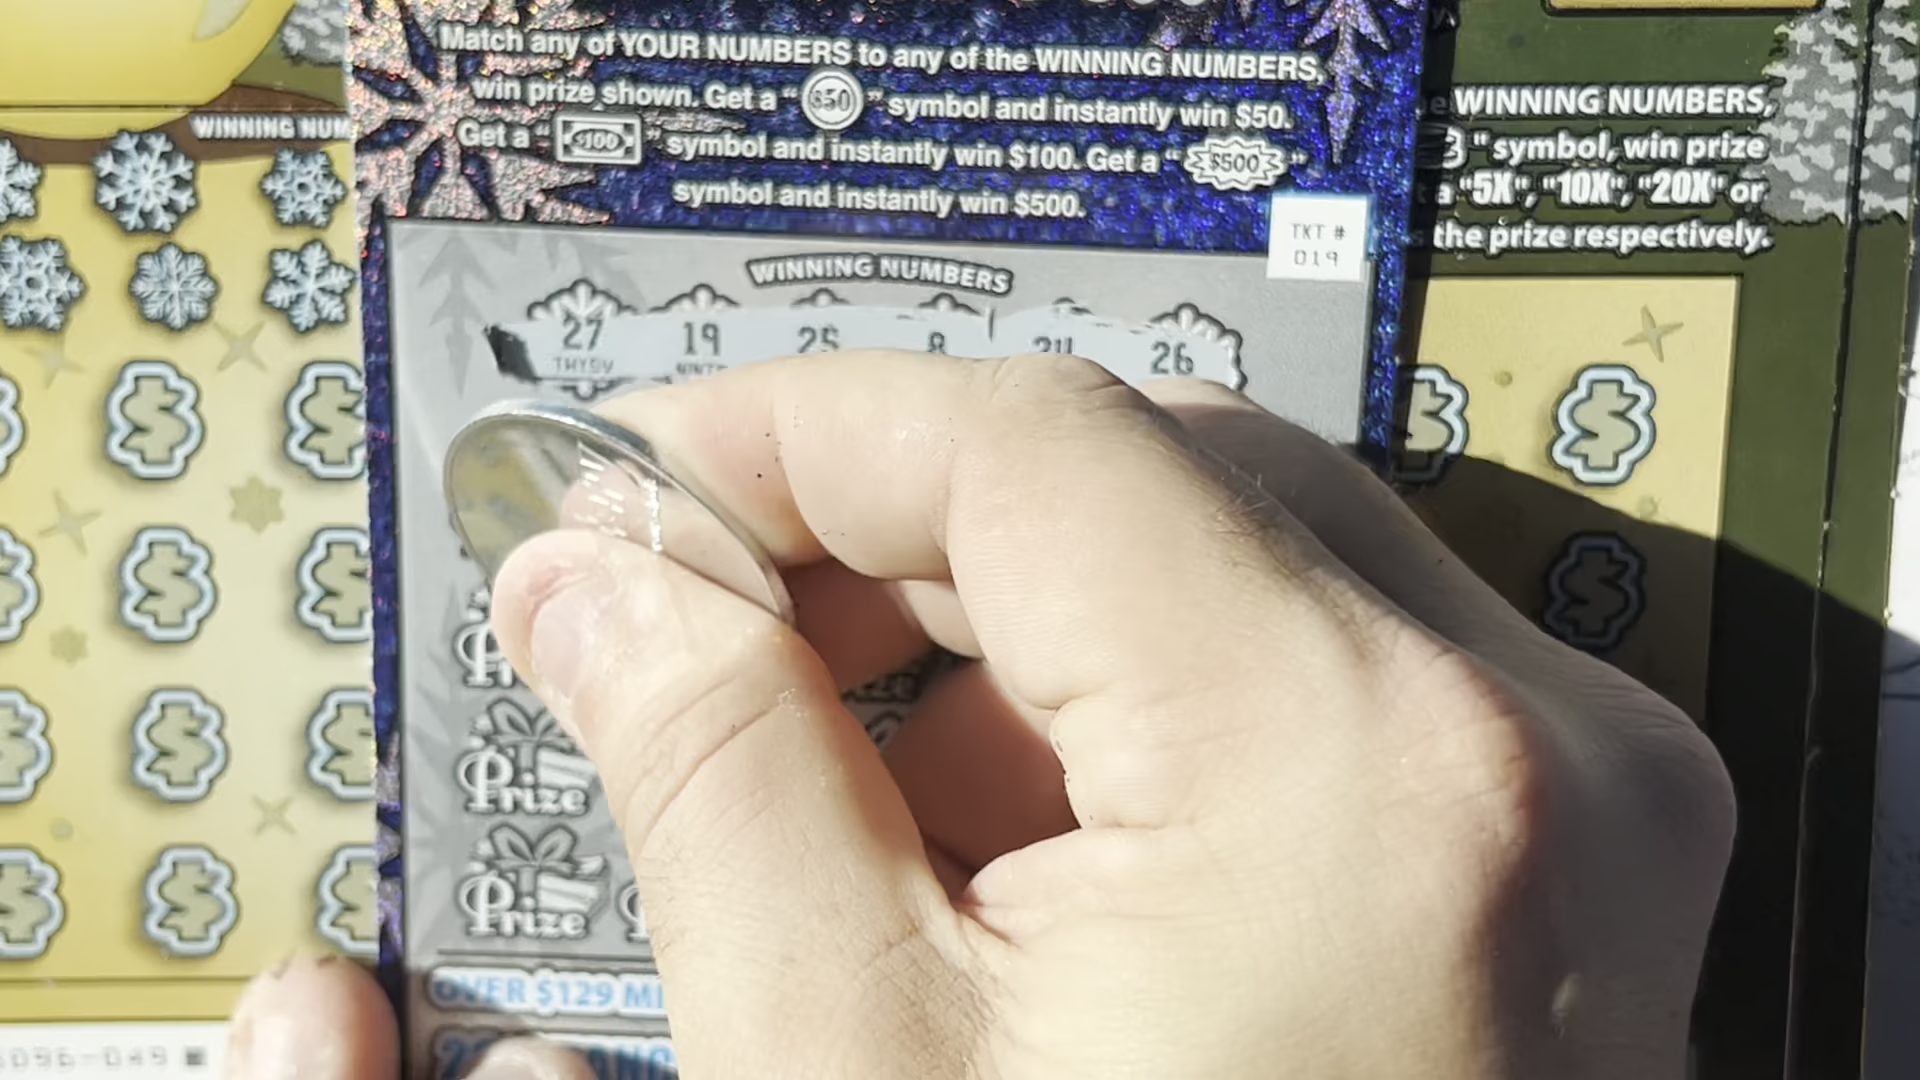 Match any of YOUR NUMBERS to any of the WINNING NUMBERS,
win prize shown. Get a "$50" symbol and instantly win $50.
Get a "$100" symbol and instantly win $100. Get a "$500"
symbol and instantly win $500.
TKT #
019
WINNING NUMBERS
27 19 25 8 26
THYSV
Prize
Prize
OVER $129
WINNING NUM
WINNING NUMBERS,
" symbol, win prize
a "5X", "10X", "20X" or
the prize respectively.